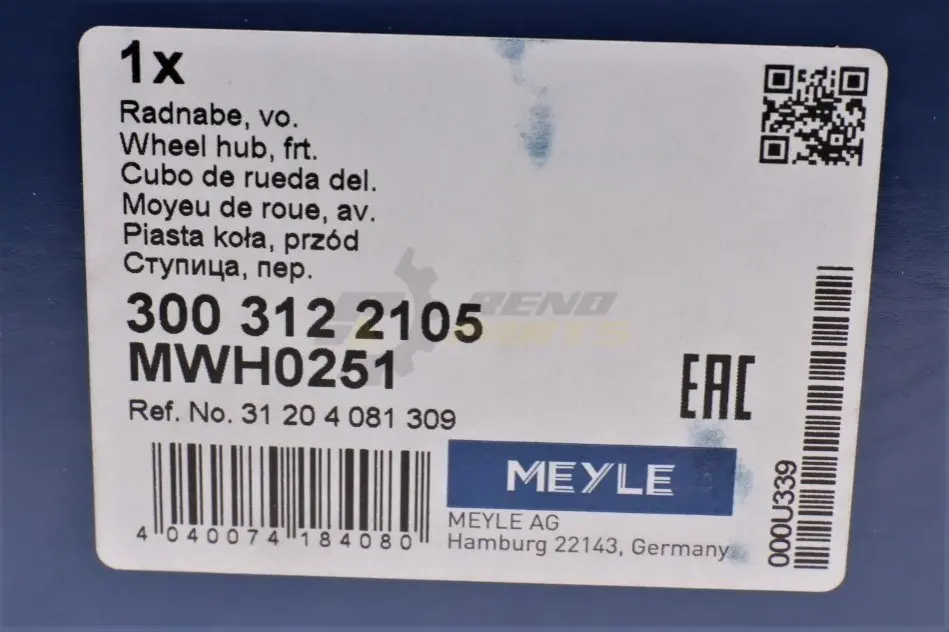 1x
Radnabe, vo.
Wheel hub, frt.
Cubo de rueda del.
Moyeu de roue, av.
Piasta koła, przód
Ступица, пер.
RENO
PARTS
300 312 2105
MWH0251
Ref. No. 31 20 4 081 309
EAC
MEYLE
MEYLE AG
Hamburg 22143, Germany
4 040074 184080
000U339